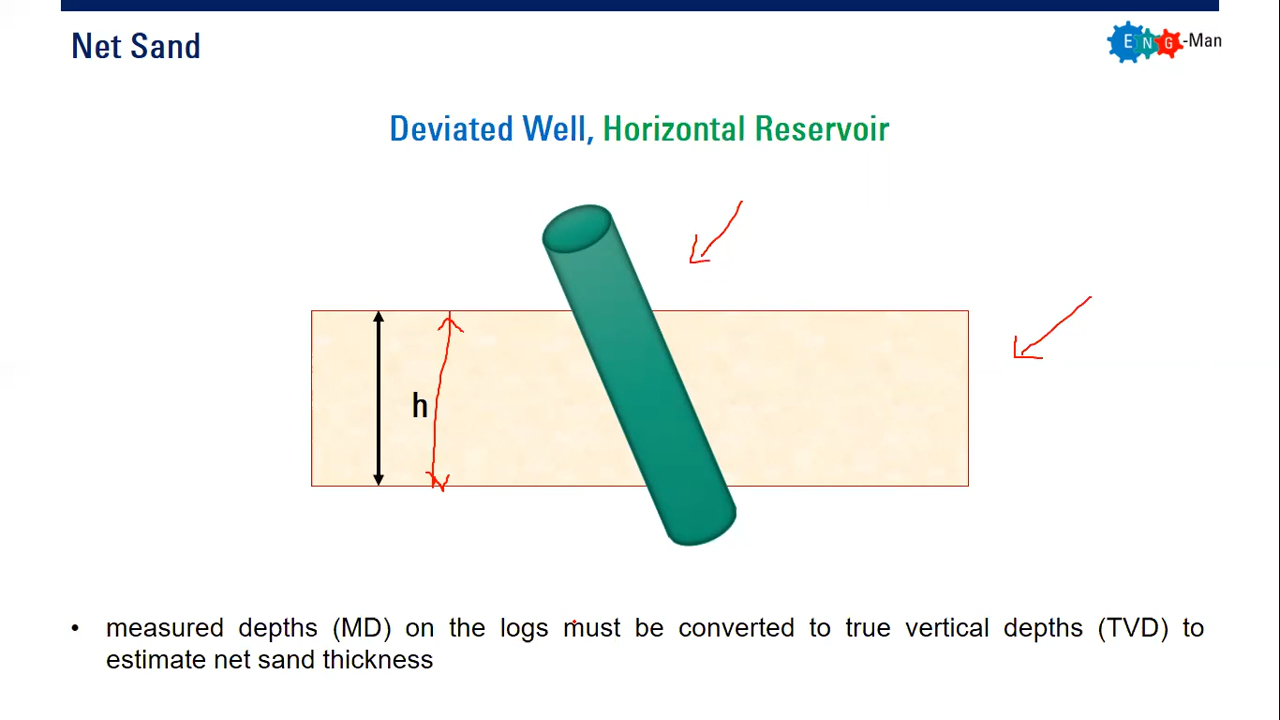 Net Sand
ENG-Man
Deviated Well, Horizontal Reservoir
h
• measured depths (MD) on the logs must be converted to true vertical depths (TVD) to
estimate net sand thickness